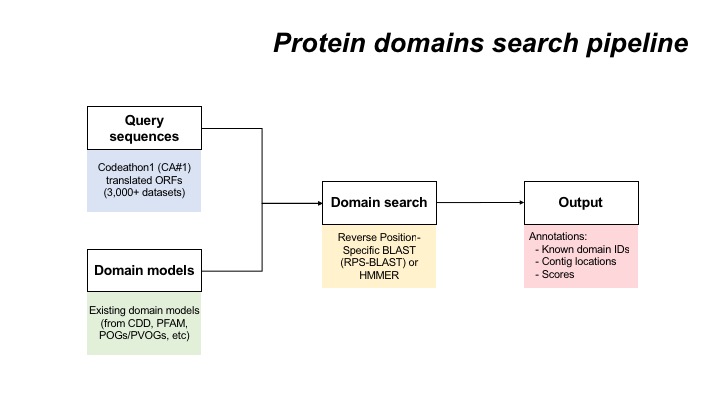 Protein domains search pipeline
Query
sequences
Codeathon1 (CA#1)
translated ORFs
(3,000+ datasets)
Domain models
Existing domain models
(from CDD, PFAM,
POGs/PVOGs, etc)
Domain search
Reverse Position-
Specific BLAST
(RPS-BLAST) or
HMMER
Output
Annotations:
- Known domain IDs
- Contig locations
- Scores